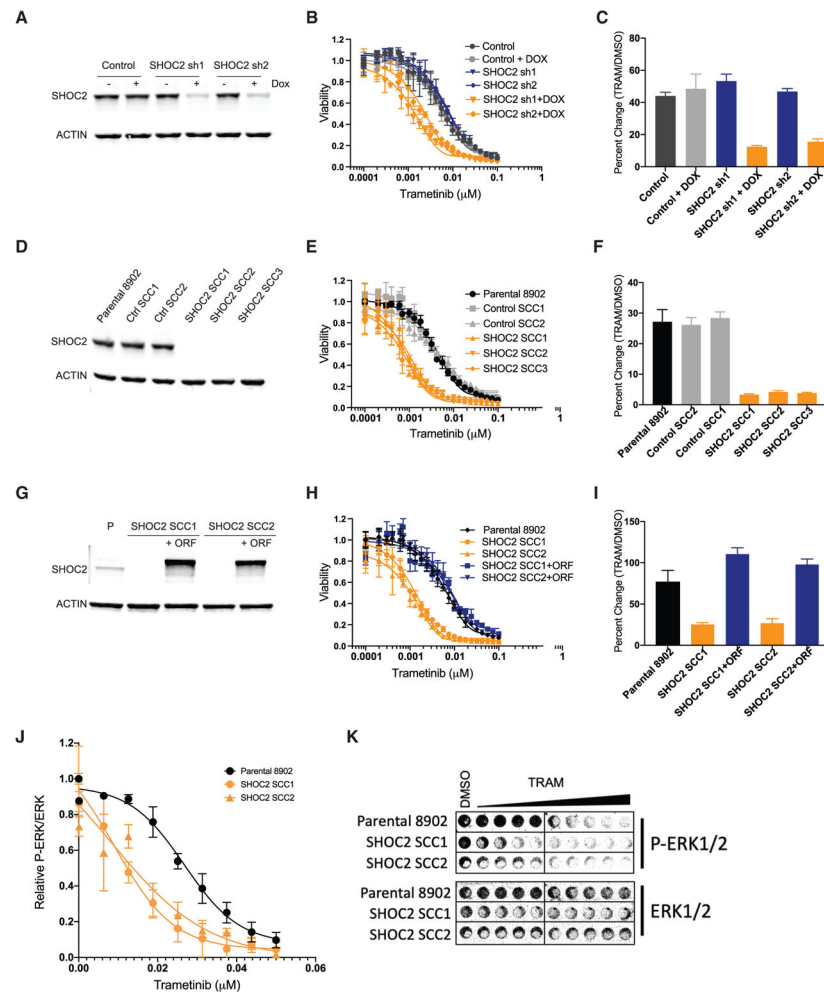 A
Control SHOC2 sh1 SHOC2 sh2
- + - + - + Dox
SHOC2
ACTIN
B
Viability
1.2
1.0
0.8
0.6
0.4
0.2
0.0
0.0001 0.001 0.01 0.1 1
Trametinib (μM)
Control
Control + DOX
SHOC2 sh1
SHOC2 sh2
SHOC2 sh1+DOX
SHOC2 sh2+DOX
C
Percent Change (TRAM/DMSO)
80
60
40
20
0
Control
Control + DOX
SHOC2 sh1
SHOC2 sh1 + DOX
SHOC2 sh2
SHOC2 sh2 + DOX
D
Parental 8902
Ctrl SCC1
Ctrl SCC2
SHOC2 SCC1
SHOC2 SCC2
SHOC2 SCC3
SHOC2
ACTIN
E
Viability
1.2
1.0
0.8
0.6
0.4
0.2
0.0
0.0001 0.001 0.01 0.1 1
Trametinib (μM)
Parental 8902
Control SCC1
Control SCC2
SHOC2 SCC1
SHOC2 SCC2
SHOC2 SCC3
F
Percent Change (TRAM/DMSO)
40
30
20
10
0
Parental 8902
Control SCC2
Control SCC1
SHOC2 SCC1
SHOC2 SCC2
SHOC2 SCC3
G
P SHOC2 SCC1 SHOC2 SCC2
+ ORF + ORF
SHOC2
ACTIN
H
Viability
1.2
1.0
0.8
0.6
0.4
0.2
0.0
0.0001 0.001 0.01 0.1 1
Trametinib (μM)
Parental 8902
SHOC2 SCC1
SHOC2 SCC2
SHOC2 SCC1+ORF
SHOC2 SCC2+ORF
I
Percent Change (TRAM/DMSO)
150
100
50
0
Parental 8902
SHOC2 SCC1
SHOC2 SCC1+ORF
SHOC2 SCC2
SHOC2 SCC2+ORF
J
Relative P-ERK/ERK
1.2
1.0
0.8
0.6
0.4
0.2
0.0
0.00 0.02 0.04 0.06
Trametinib (μM)
Parental 8902
SHOC2 SCC1
SHOC2 SCC2
K
DMSO
TRAM
Parental 8902
SHOC2 SCC1
SHOC2 SCC2
P-ERK1/2
Parental 8902
SHOC2 SCC1
SHOC2 SCC2
ERK1/2